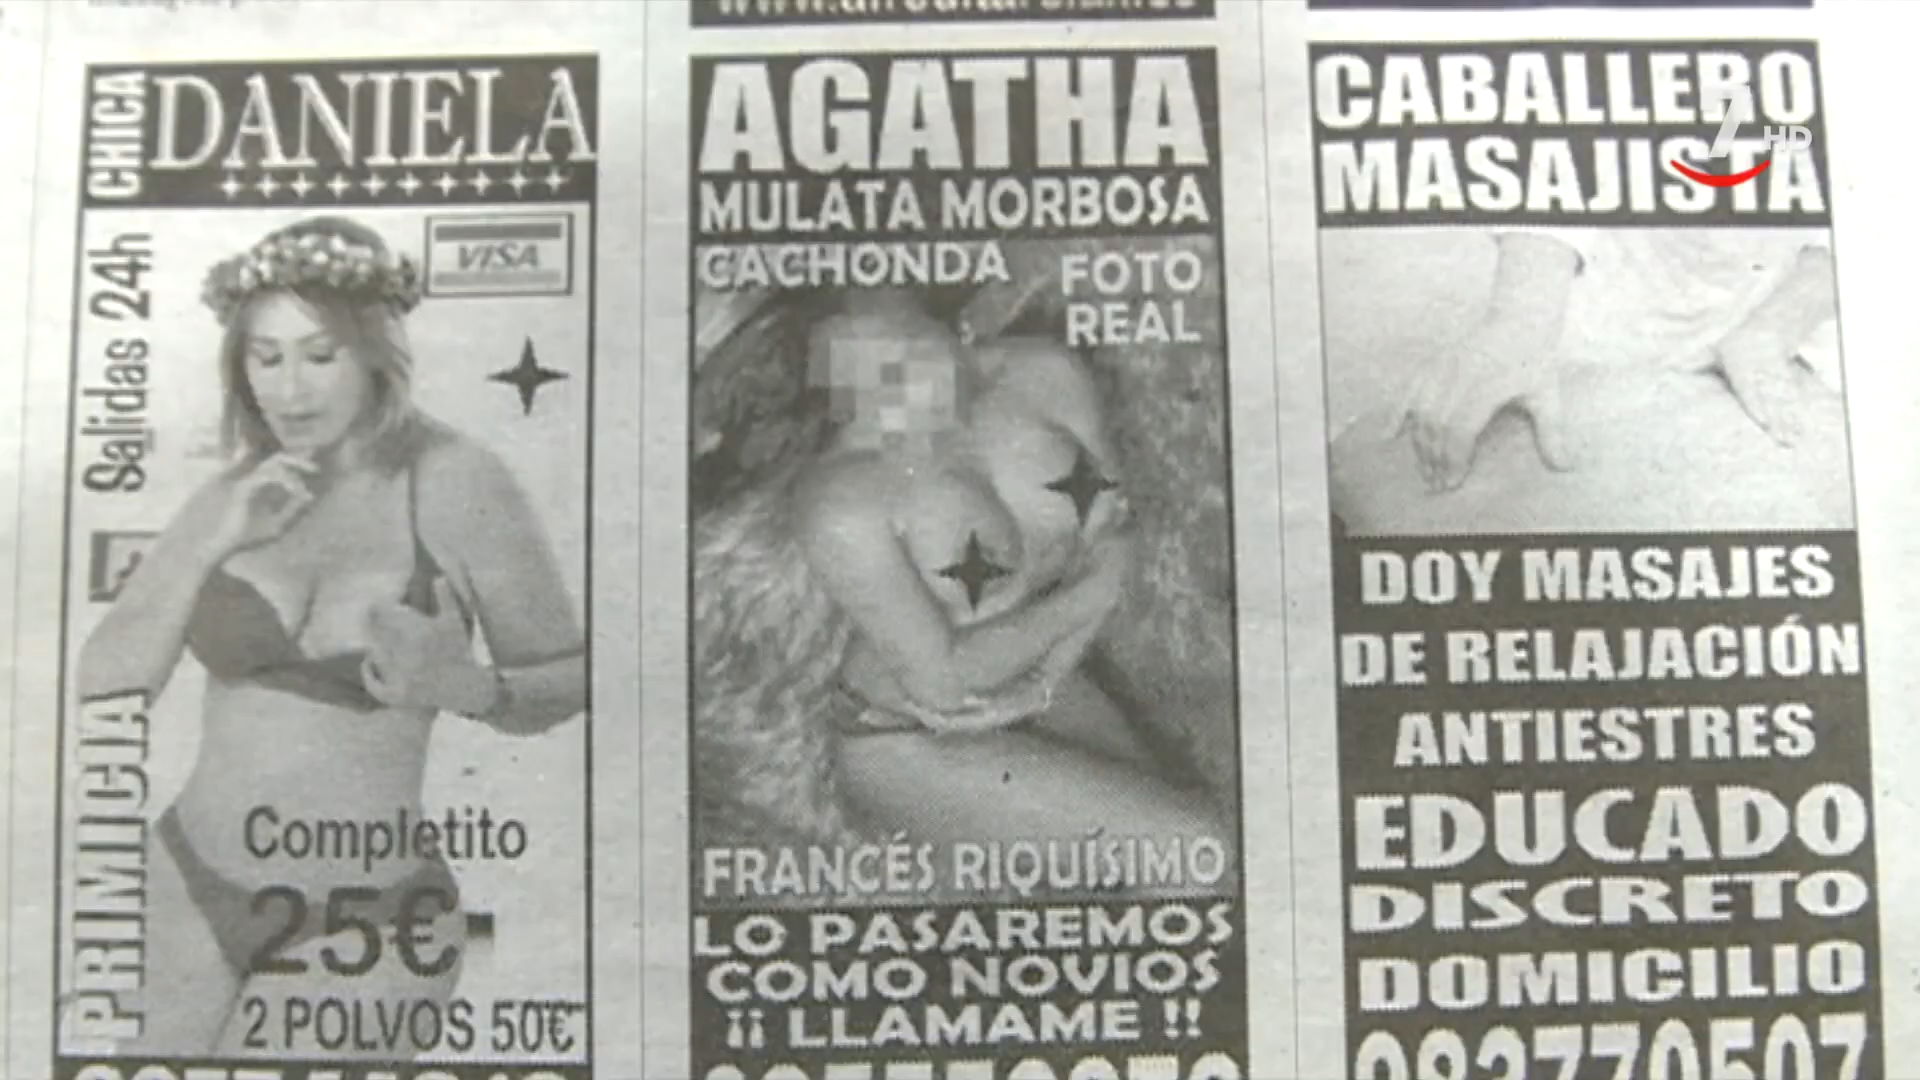 CHICA
DANIELA
Salidas 24h
VISA
PRIMICIA
Completito
25€
2 POLVOS 50€
AGATHA
MULATA MORBOSA
CACHONDA
FOTO
REAL
FRANCÉS RIQUÍSIMO
LO PASAREMOS
COMO NOVIOS
¡¡ LLAMAME !!
CABALLERO
MASAJISTA
7 HD
DOY MASAJES
DE RELAJACIÓN
ANTIESTRES
EDUCADO
DISCRETO
DOMICILIO